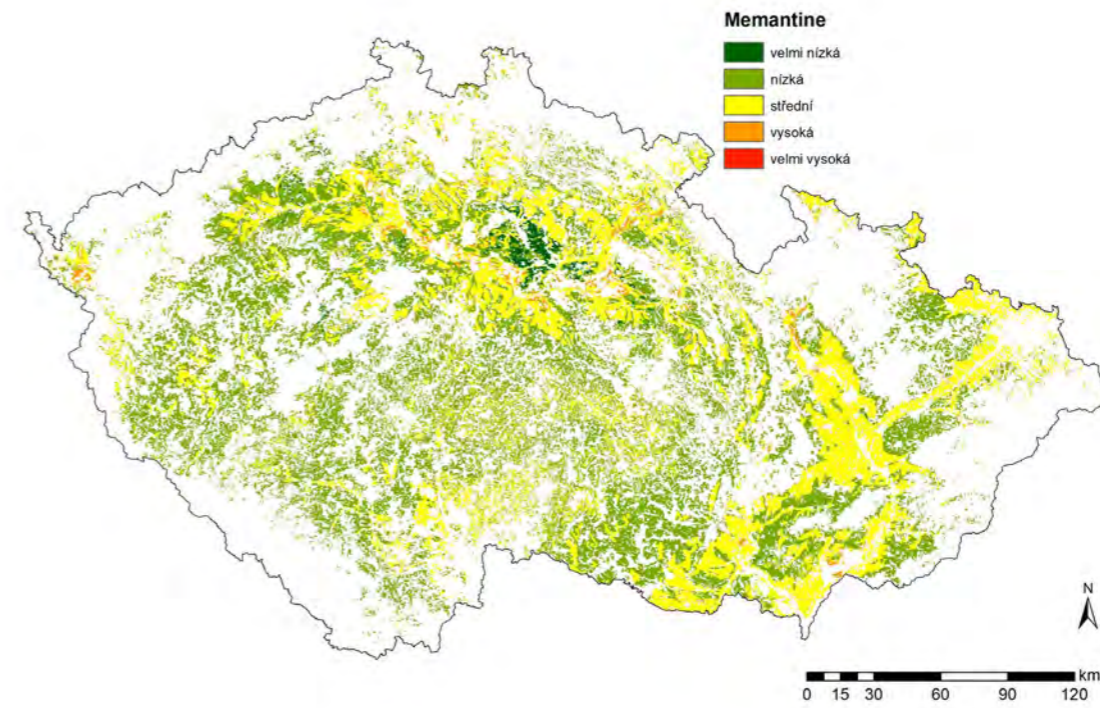 Memantine
velmi nízká
nízká
střední
vysoká
velmi vysoká
N
km
0 15 30 60 90 120